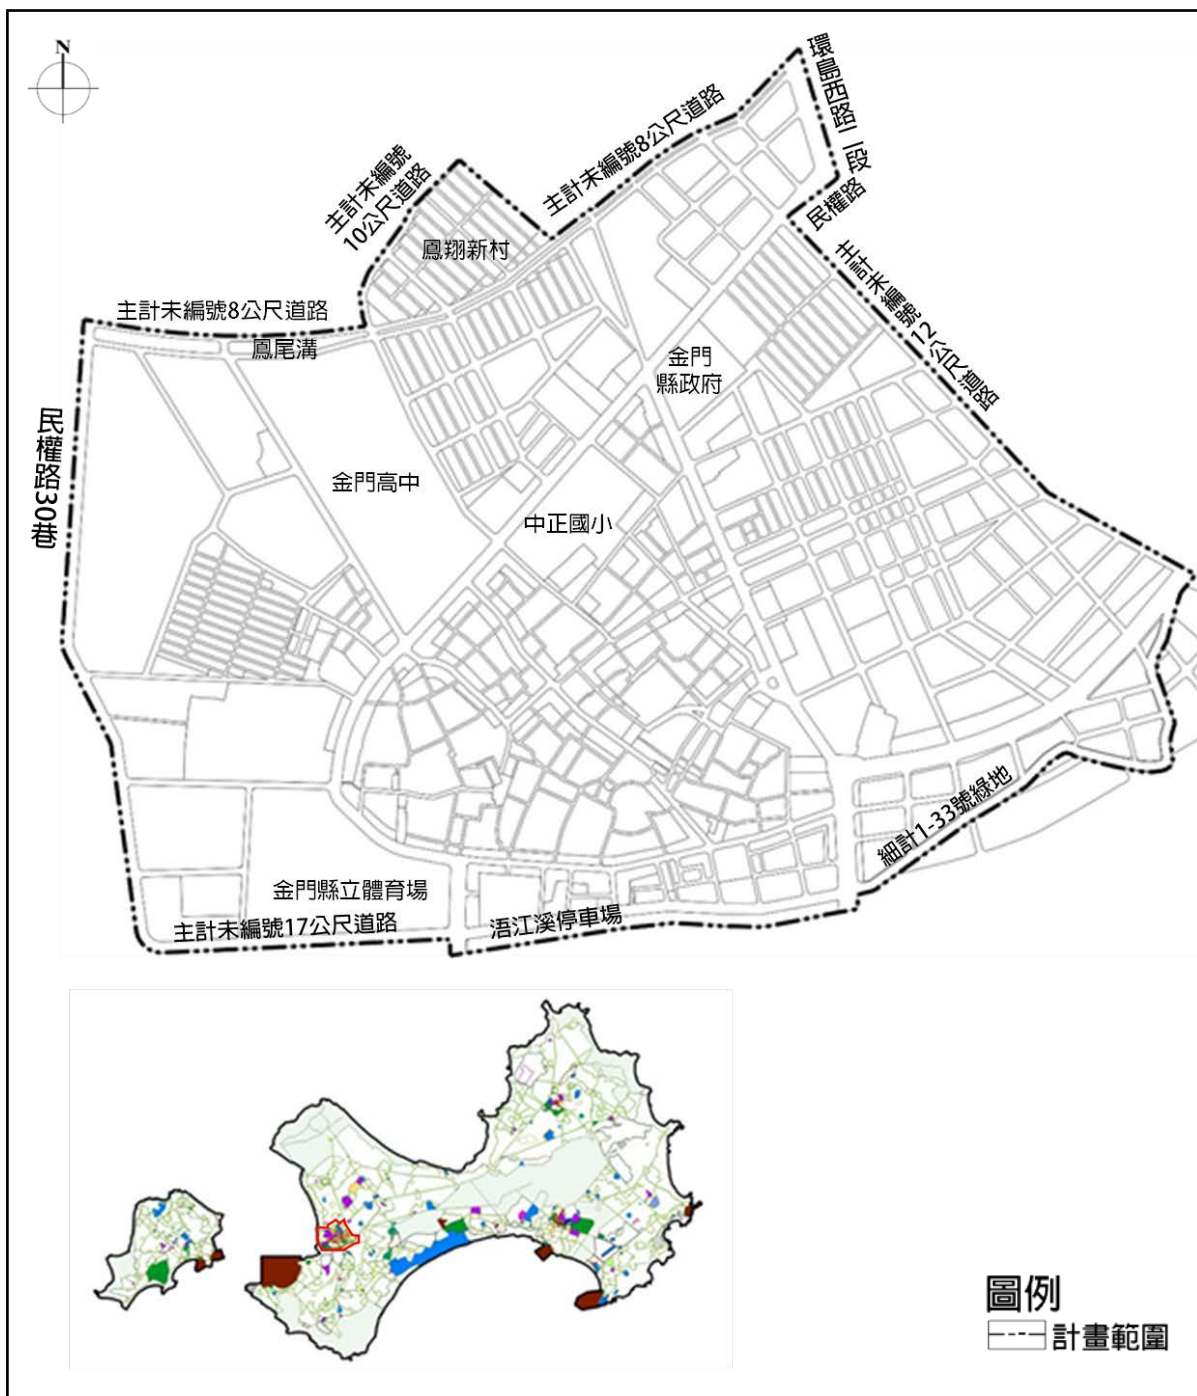 N
環島西路二段
主計未編號8公尺道路
民權路
主計未編號
10公尺道路
鳳翔新村
主計未編號12公尺道路
主計未編號8公尺道路
鳳尾溝
金門
縣政府
民權路30巷
金門高中
中正國小
細計1-33號綠地
金門縣立體育場
主計未編號17公尺道路
浯江溪停車場
圖例
計畫範圍